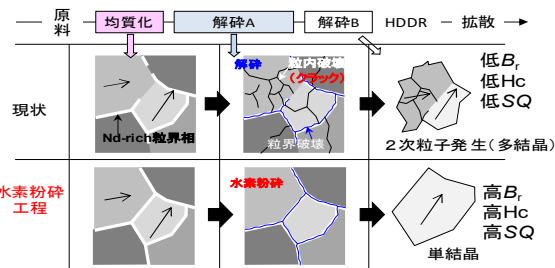 原料
均質化
解砕A
解砕B
HDDR
拡散
現状
Nd-rich粒界相
解砕
粒内破壊
(クラック)
粒界破壊
低Br
低Hc
低SQ
2次粒子発生(多結晶)
水素粉砕
工程
水素粉砕
高Br
高Hc
高SQ
単結晶